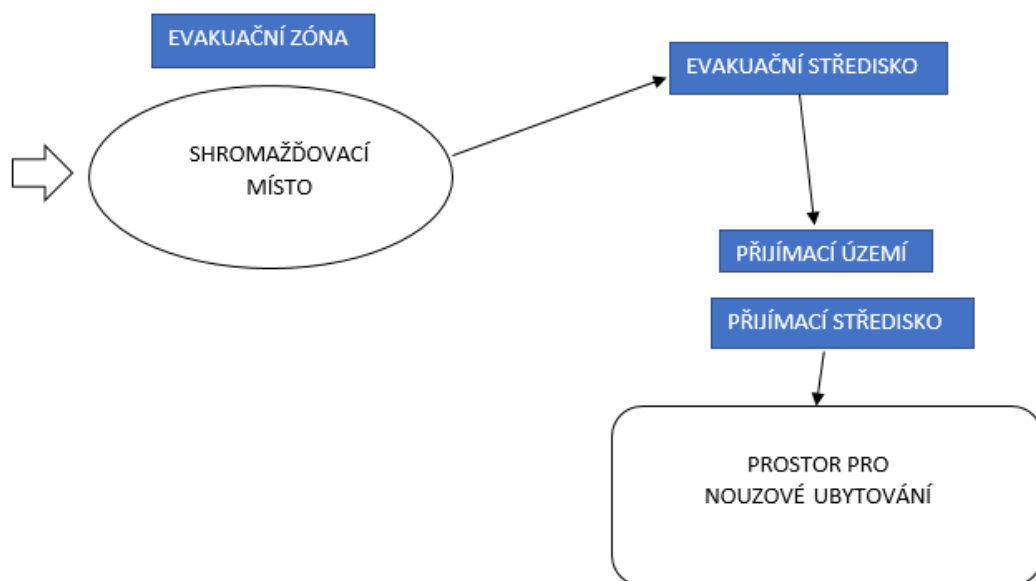 EVAKUAČNÍ ZÓNA
SHROMAŽĎOVACÍ
MÍSTO
EVAKUAČNÍ STŘEDISKO
PŘIJÍMACÍ ÚZEMÍ
PŘIJÍMACÍ STŘEDISKO
PROSTOR PRO
NOUZOVÉ UBYTOVÁNÍ